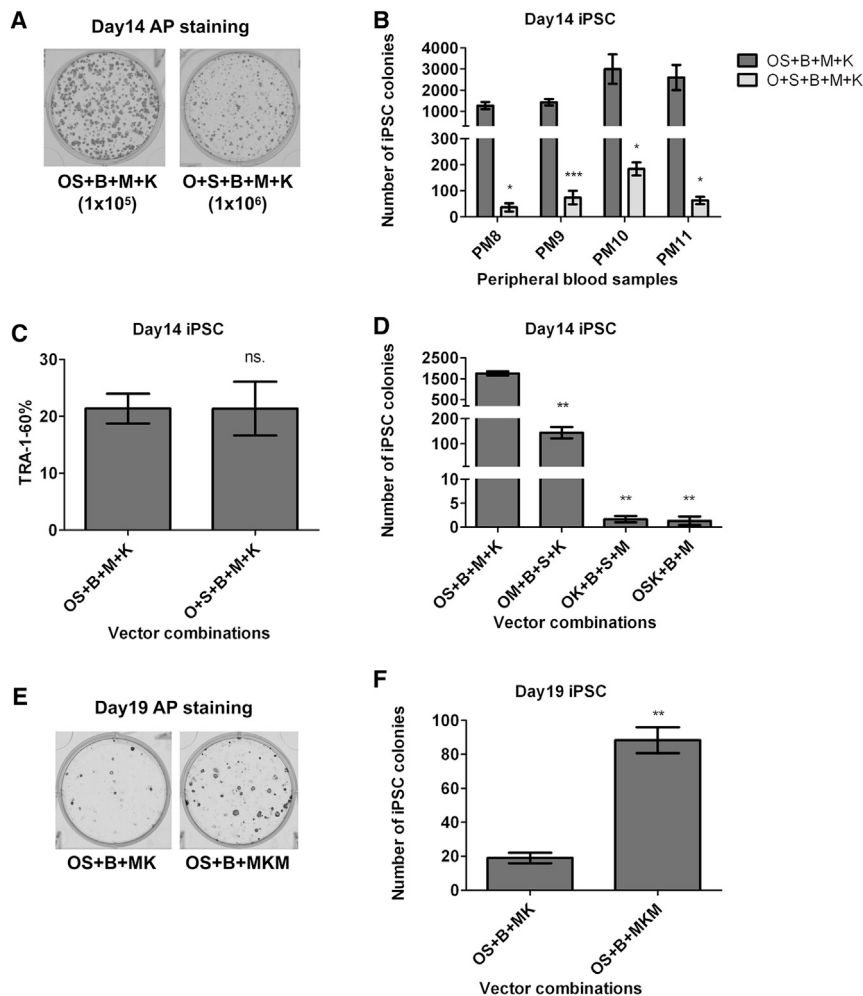 A
Day14 AP staining
OS+B+M+K
(1x10⁵)
O+S+B+M+K
(1x10⁶)
B
Day14 iPSC
Number of iPSC colonies
4000
3000
2000
1000
300
200
100
0
*
***
*
*
PM8
PM9
PM10
PM11
Peripheral blood samples
OS+B+M+K
O+S+B+M+K
C
Day14 iPSC
TRA-1-60%
30
20
10
0
ns.
OS+B+M+K
O+S+B+M+K
Vector combinations
D
Day14 iPSC
Number of iPSC colonies
2500
1500
500
200
100
10
5
0
**
**
**
OS+B+M+K
OM+B+S+K
OK+B+S+M
OSK+B+M
Vector combinations
E
Day19 AP staining
OS+B+MK
OS+B+MKM
F
Day19 iPSC
Number of iPSC colonies
100
80
60
40
20
0
**
OS+B+MK
OS+B+MKM
Vector combinations